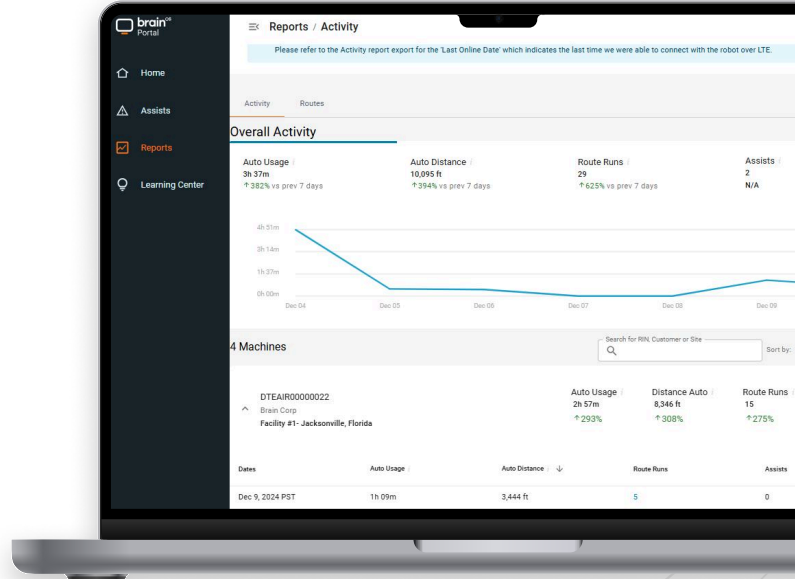 brain OS
Portal
Reports / Activity
Please refer to the Activity report export for the 'Last Online Date' which indicates the last time we were able to connect with the robot over LTE.
Home
Assists
Reports
Learning Center
Activity Routes
Overall Activity
Auto Usage Auto Distance Route Runs Assists
3h 37m 10,095 ft 29 2
↑382% vs prev 7 days ↑394% vs prev 7 days ↑625% vs prev 7 days N/A
4h 51m
3h 14m
1h 37m
0h 00m
Dec 04 Dec 05 Dec 06 Dec 07 Dec 08 Dec 09
4 Machines
Search for RIN, Customer or Site
Sort by:
DTEAIR00000022
Brain Corp
Facility #1- Jacksonville, Florida
Auto Usage Distance Auto Route Runs
2h 57m 8,346 ft 15
↑293% ↑308% ↑275%
Dates Auto Usage Auto Distance ↓ Route Runs Assists
Dec 9, 2024 PST 1h 09m 3,444 ft 5 0